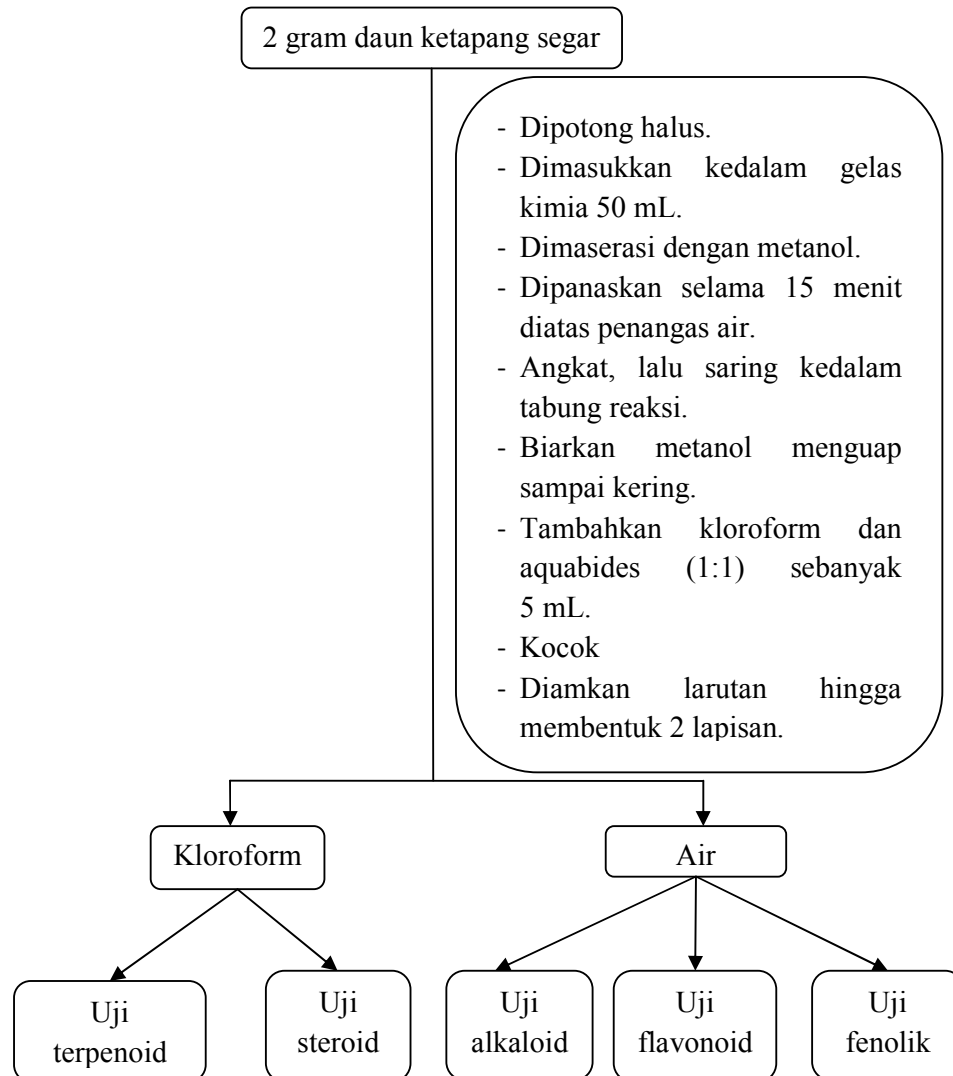 2 gram daun ketapang segar
- Dipotong halus.
- Dimasukkan kedalam gelas
kimia 50 mL.
- Dimaserasi dengan metanol.
- Dipanaskan selama 15 menit
diatas penangas air.
- Angkat, lalu saring kedalam
tabung reaksi.
- Biarkan metanol menguap
sampai kering.
- Tambahkan kloroform dan
aquabides (1:1) sebanyak
5 mL.
- Kocok
- Diamkan larutan hingga
membentuk 2 lapisan.
Kloroform
Air
Uji
terpenoid
Uji
steroid
Uji
alkaloid
Uji
flavonoid
Uji
fenolik